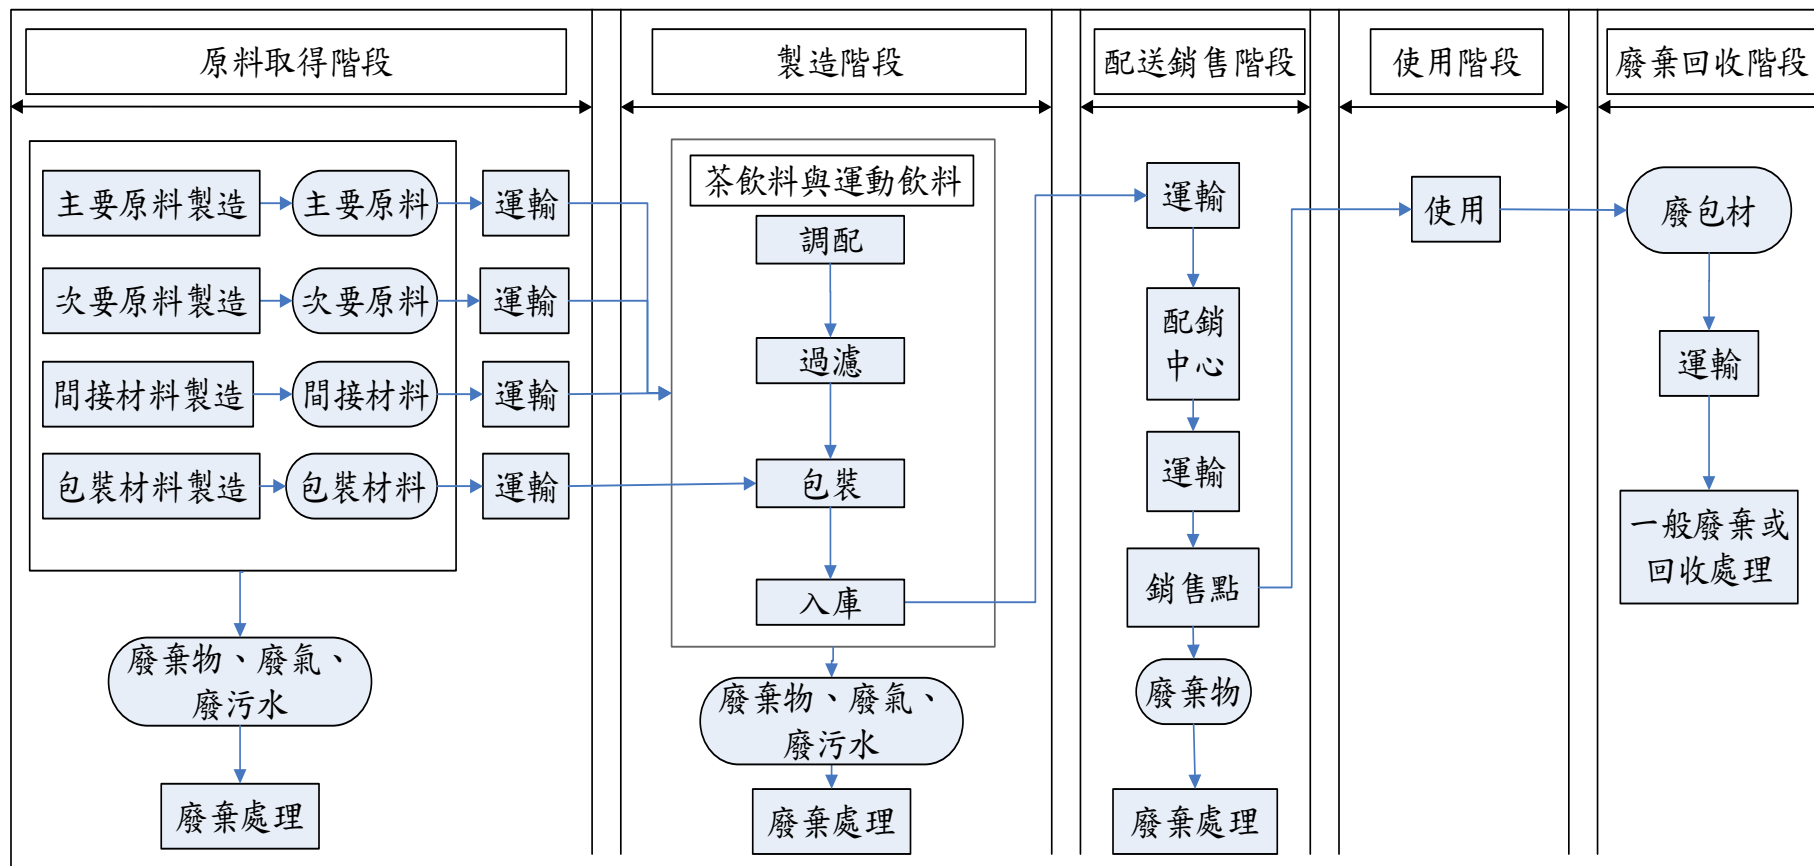 原料取得階段
製造階段
配送銷售階段
使用階段
廢棄回收階段
主要原料製造
主要原料
運輸
次要原料製造
次要原料
運輸
間接材料製造
間接材料
運輸
包裝材料製造
包裝材料
運輸
廢棄物、廢氣、
廢污水
廢棄處理
茶飲料與運動飲料
調配
過濾
包裝
入庫
廢棄物、廢氣、
廢污水
廢棄處理
運輸
配銷
中心
運輸
銷售點
廢棄物
廢棄處理
使用
廢包材
運輸
一般廢棄或
回收處理